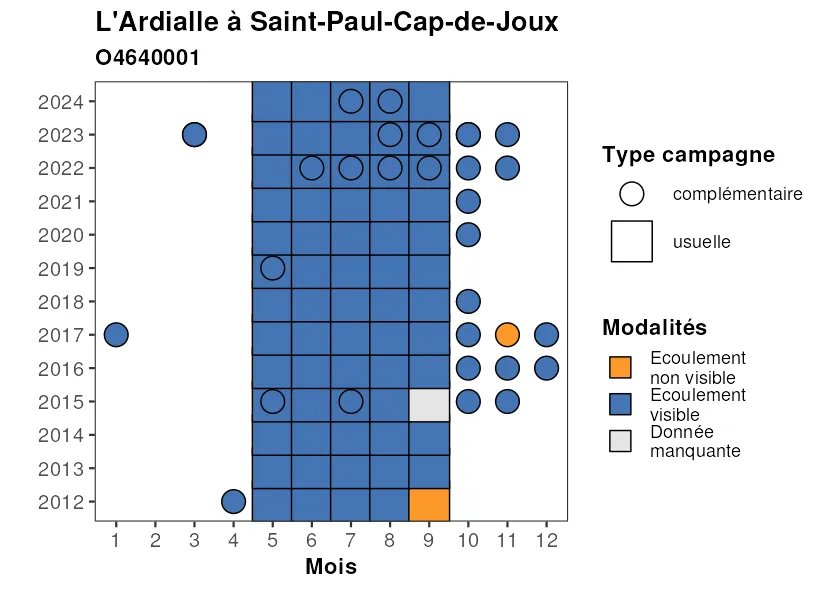 L'Ardialle à Saint-Paul-Cap-de-Joux
O4640001
2024
2023
2022
2021
2020
2019
2018
2017
2016
2015
2014
2013
2012
1 2 3 4 5 6 7 8 9 10 11 12
Mois
Type campagne
complémentaire
usuelle
Modalités
Ecoulement
non visible
Ecoulement
visible
Donnée
manquante